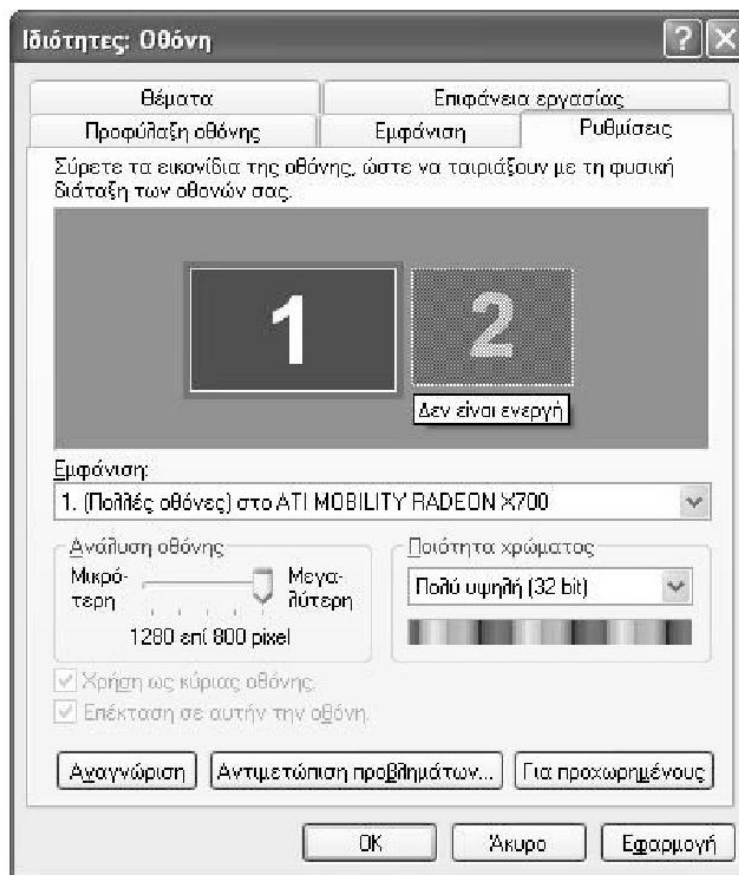 Ιδιότητες: Οθόνη
Θέματα
Επιφάνεια εργασίας
Προφύλαξη οθόνης
Εμφάνιση
Ρυθμίσεις
Σύρετε τα εικονίδια της οθόνης, ώστε να ταιριάξουν με τη φυσική
διάταξη των οθονών σας.
1
2
Δεν είναι ενεργή
Εμφάνιση:
1. (Πολλές οθόνες) στο ATI MOBILITY RADEON X700
Ανάλυση οθόνης
Μικρό-
τερη
Μεγα-
λύτερη
1280 επί 800 pixel
Ποιότητα χρώματος
Πολύ υψηλή (32 bit)
Χρήση ως κύριας οθόνης.
Επέκταση σε αυτήν την οθόνη.
Αναγνώριση
Αντιμετώπιση προβλημάτων...
Για προχωρημένους
OK
Άκυρο
Εφαρμογή